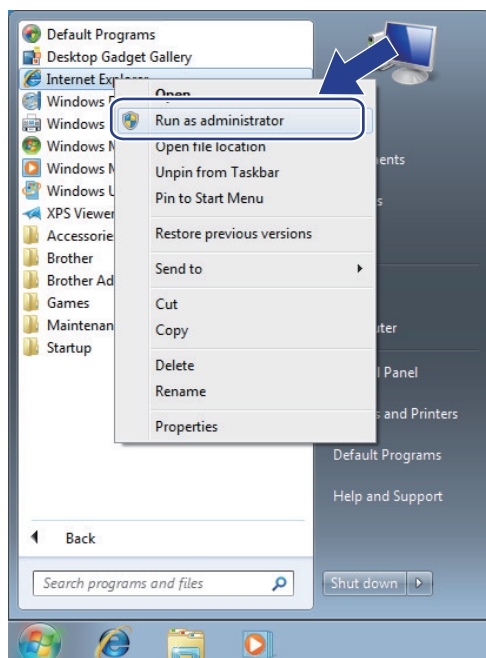 Default Programs
Desktop Gadget Gallery
Internet Explorer
Windows
Windows
Windows
Windows
Windows
XPS Viewer
Accessorie
Brother
Brother Ad
Games
Maintenan
Startup
Back
Search programs and files
Open
Run as administrator
Open file location
Unpin from Taskbar
Pin to Start Menu
Restore previous versions
Send to
Cut
Copy
Delete
Rename
Properties
ents
s
uter
l Panel
s and Printers
Default Programs
Help and Support
Shut down